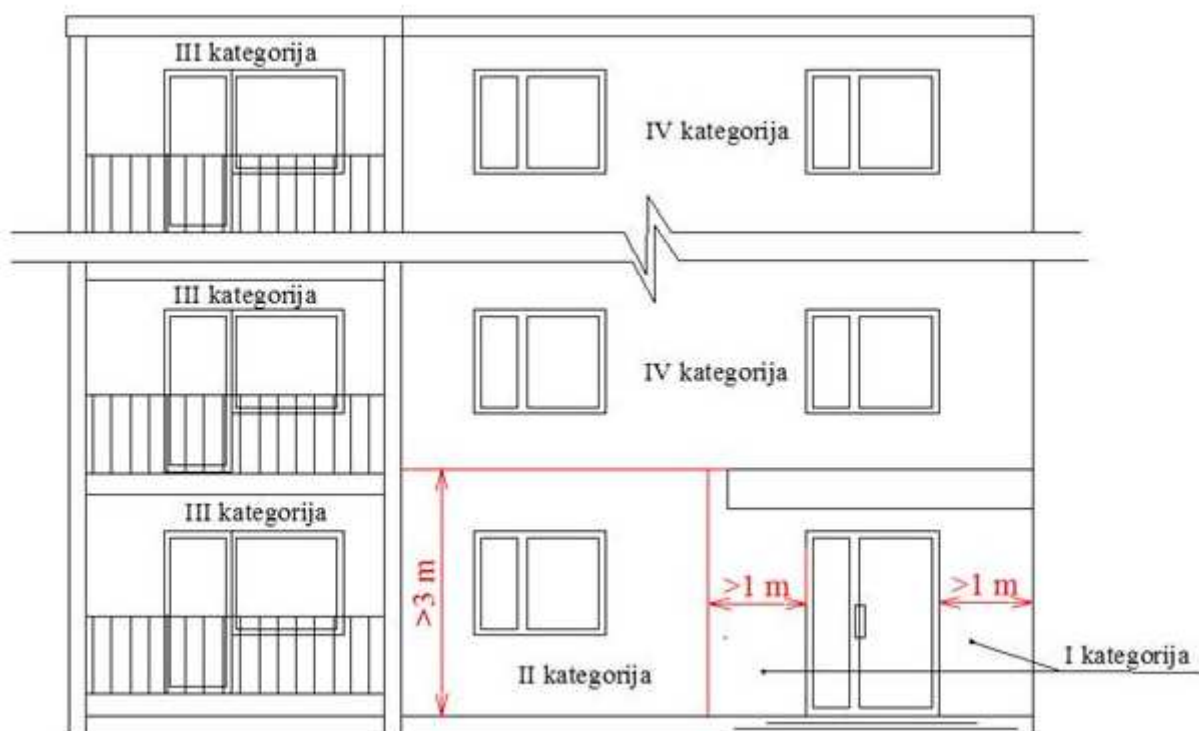 III kategorija
IV kategorija
III kategorija
IV kategorija
III kategorija
>3 m
>1 m
>1 m
II kategorija
I kategorija